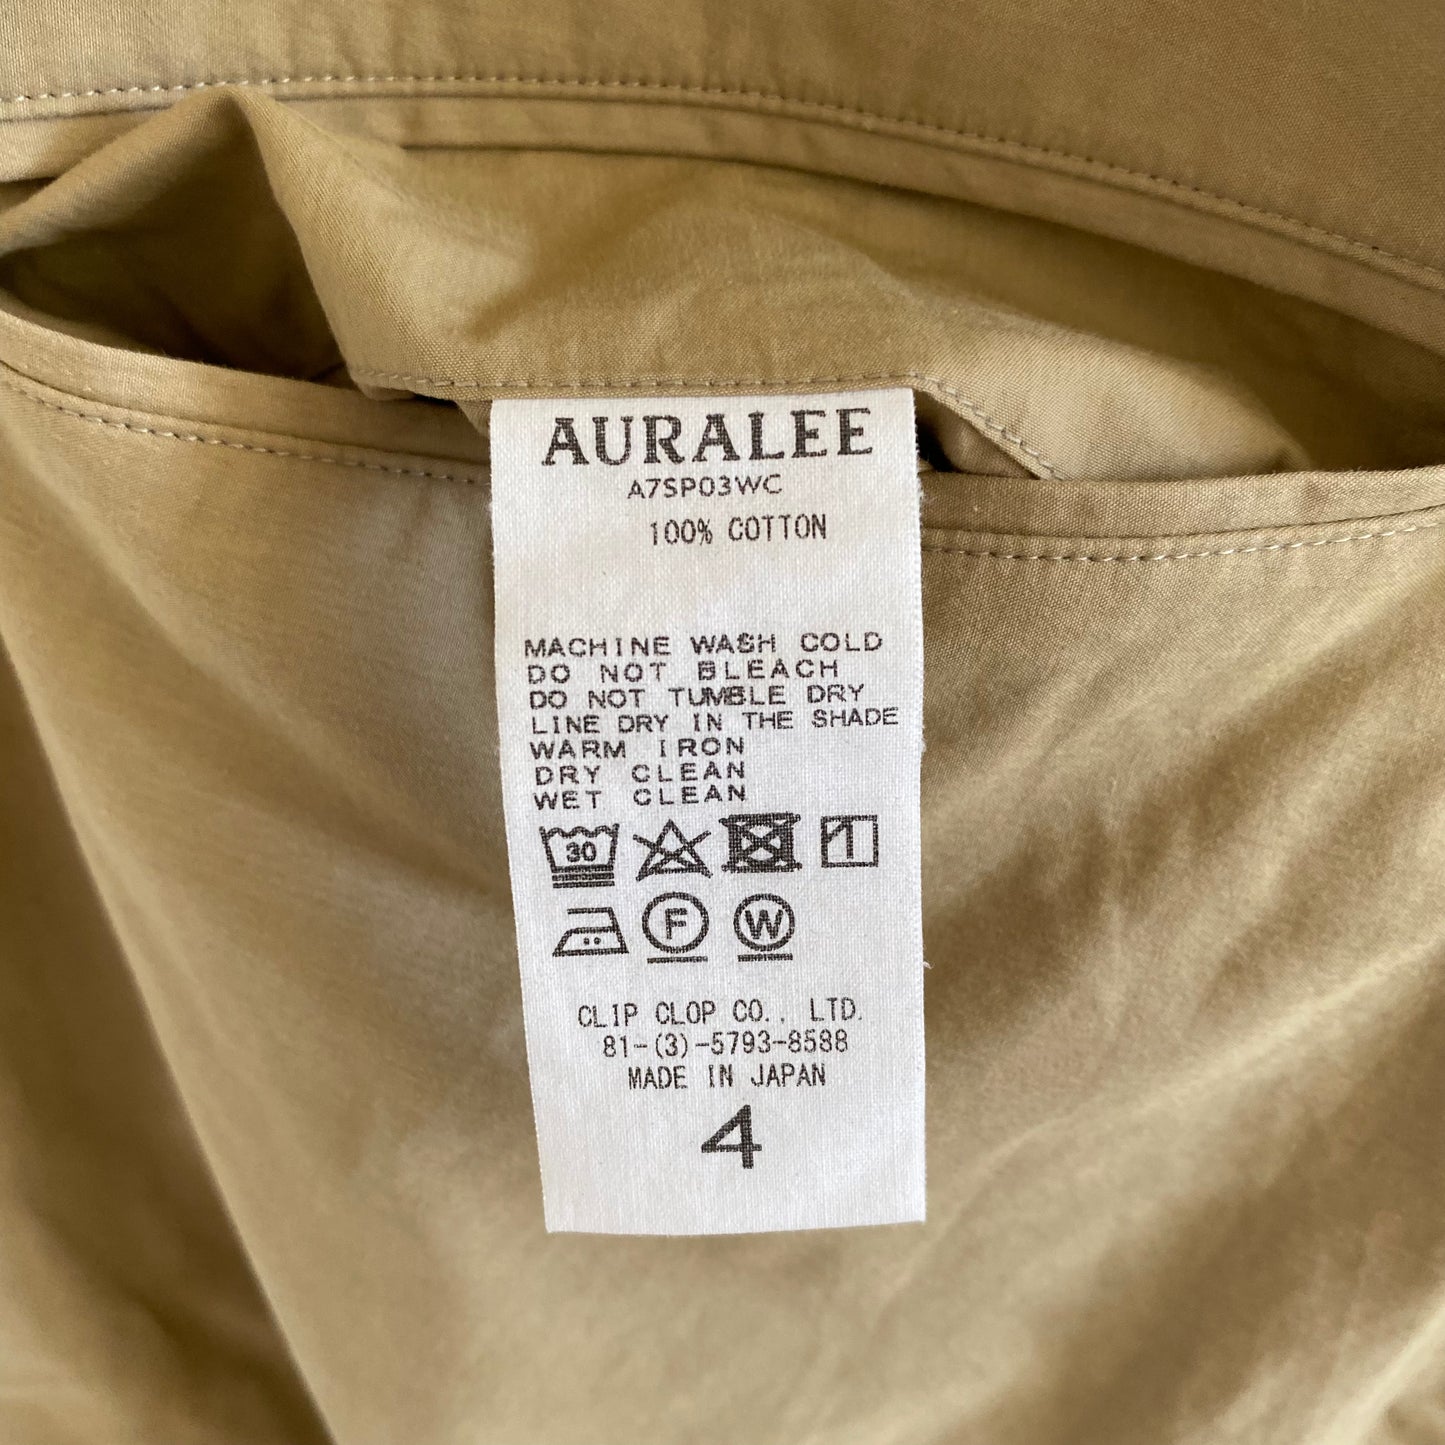 AURALEE
A7SP03WC
100% COTTON
MACHINE WASH COLD
DO NOT BLEACH
DO NOT TUMBLE DRY
LINE DRY IN THE SHADE
WARM IRON
DRY CLEAN
WET CLEAN
30
F W
CLIP CLOP CO., LTD.
81-(3)-5793-8588
MADE IN JAPAN
4